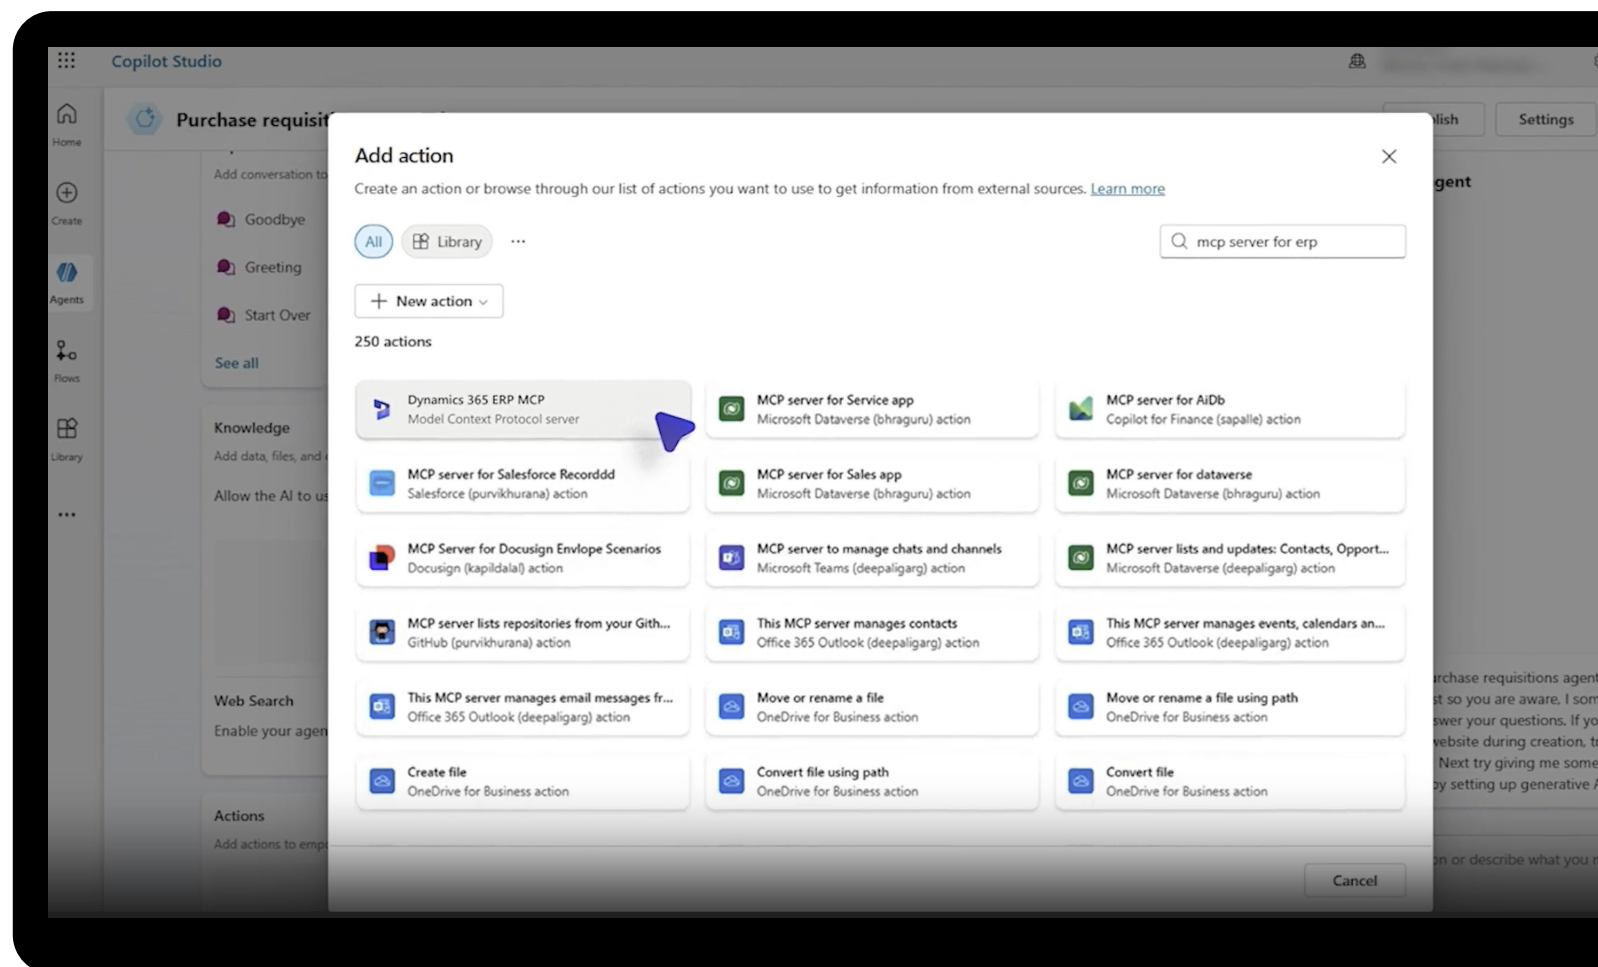 Copilot Studio
Home
Create
Agents
Flows
Library
Purchase requisit
lish
Settings
Add conversation to
Goodbye
Greeting
Start Over
See all
Knowledge
Add data, files, and
Allow the AI to us
Web Search
Enable your agen
Actions
Add actions to emp
Add action
Create an action or browse through our list of actions you want to use to get information from external sources. Learn more
All
Library
mcp server for erp
New action
250 actions
Dynamics 365 ERP MCP
Model Context Protocol server
MCP server for Service app
Microsoft Dataverse (bhraguru) action
MCP server for AiDb
Copilot for Finance (sapalle) action
MCP server for Salesforce Recorddd
Salesforce (purvikhurana) action
MCP server for Sales app
Microsoft Dataverse (bhraguru) action
MCP server for dataverse
Microsoft Dataverse (bhraguru) action
MCP Server for Docusign Envlope Scenarios
Docusign (kapildalal) action
MCP server to manage chats and channels
Microsoft Teams (deepaligarg) action
MCP server lists and updates: Contacts, Opport...
Microsoft Dataverse (deepaligarg) action
MCP server lists repositories from your Gith...
GitHub (purvikhurana) action
This MCP server manages contacts
Office 365 Outlook (deepaligarg) action
This MCP server manages events, calendars an...
Office 365 Outlook (deepaligarg) action
This MCP server manages email messages fr...
Office 365 Outlook (deepaligarg) action
Move or rename a file
OneDrive for Business action
Move or rename a file using path
OneDrive for Business action
Create file
OneDrive for Business action
Convert file using path
OneDrive for Business action
Convert file
OneDrive for Business action
Cancel
gent
rchase requisitions agent
st so you are aware, I som
swer your questions. If yo
website during creation, t
Next try giving me some
by setting up generative A
on or describe what you